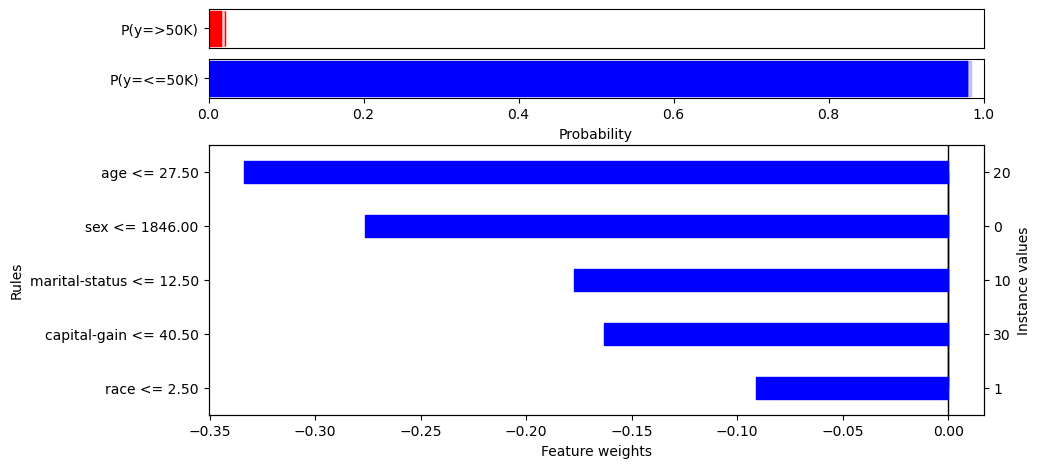 P(y=>50K)
P(y=<=50K)
0.0 0.2 0.4 0.6 0.8 1.0
Probability
age <= 27.50 20
sex <= 1846.00 0
marital-status <= 12.50 10
capital-gain <= 40.50 30
race <= 2.50 1
Rules
Instance values
−0.35 −0.30 −0.25 −0.20 −0.15 −0.10 −0.05 0.00
Feature weights